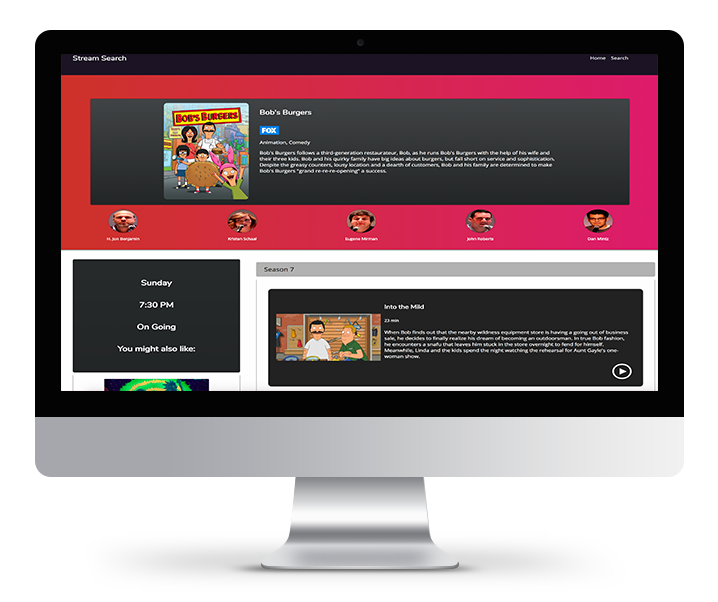 Stream Search
Home Search
BOB'S BURGERS
Bob's Burgers
FOX
Animation, Comedy
Bob's Burgers follows a third-generation restaurateur, Bob, as he runs Bob's Burgers with the help of his wife and
their three kids. Bob and his quirky family have big ideas about burgers, but fall short on service and sophistication.
Despite the greasy counters, lousy location and a dearth of customers, Bob and his family are determined to make
Bob's Burgers "grand re-re-re-opening" a success.
H. Jon Benjamin
Kristen Schaal
Eugene Mirman
John Roberts
Dan Mintz
Sunday
7:30 PM
On Going
You might also like:
Season 7
Into the Mild
23 min
When Bob finds out that the nearby wildness equipment store is having a going out of business
sale, he decides to finally realize his dream of becoming an outdoorsman. In true Bob fashion,
he encounters a snafu that leaves him stuck in the store overnight to fend for himself.
Meanwhile, Linda and the kids spend the night watching the rehearsal for Aunt Gayle's one-
woman show.